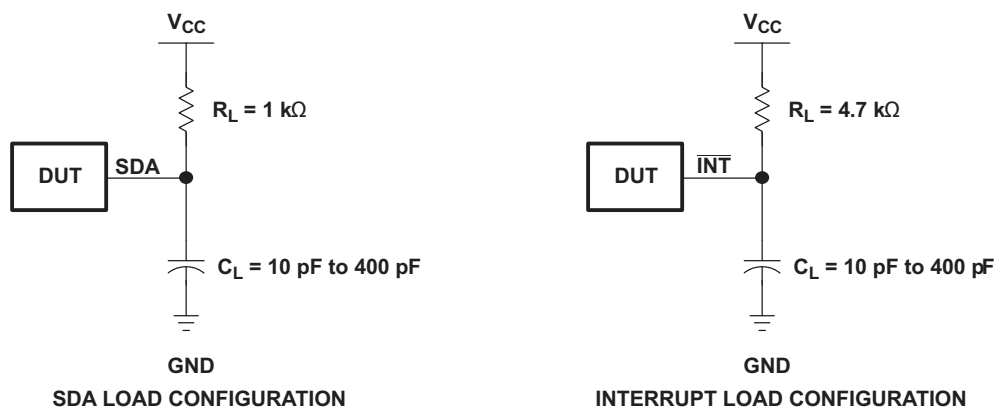 V_CC
R_L = 1 kΩ
DUT
SDA
C_L = 10 pF to 400 pF
GND
SDA LOAD CONFIGURATION
V_CC
R_L = 4.7 kΩ
DUT
I̅N̅T̅
C_L = 10 pF to 400 pF
GND
INTERRUPT LOAD CONFIGURATION